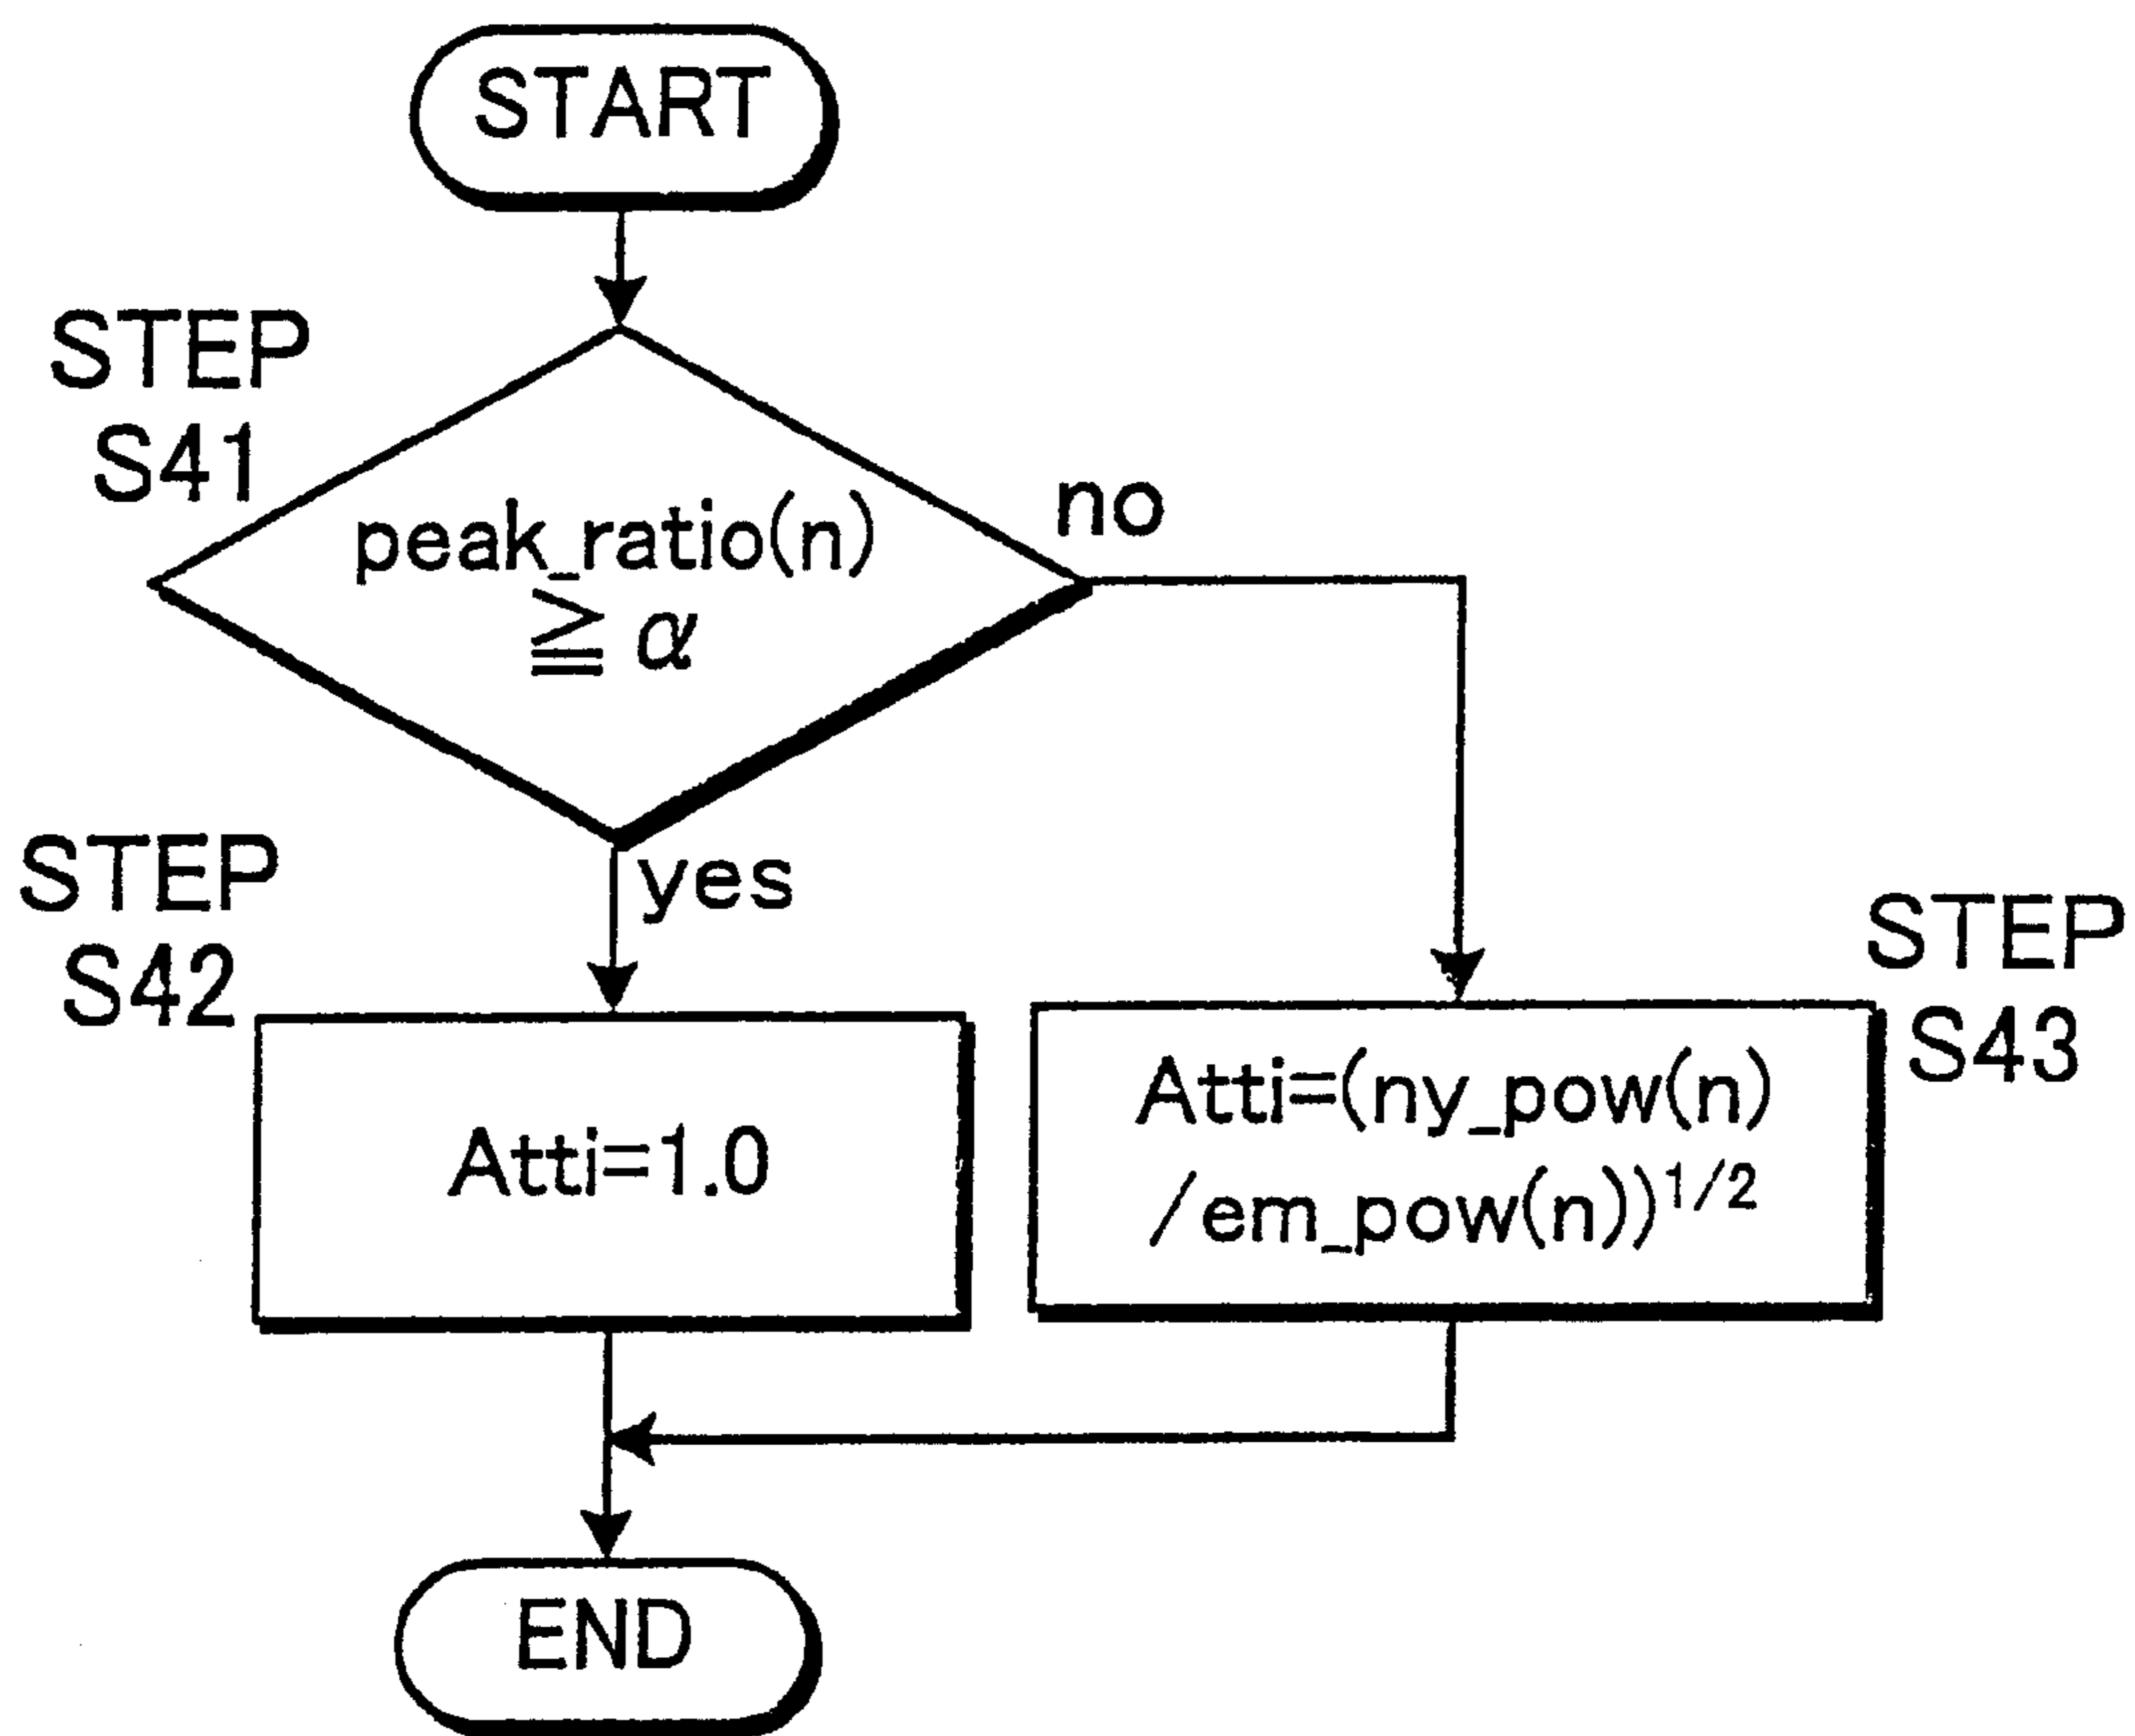 START
STEP
S41
peak_ratio(n)
≧ α
no
yes
STEP
S42
Atti=1.0
STEP
S43
Atti=(ny_pow(n)
/em_pow(n))^1/2
END